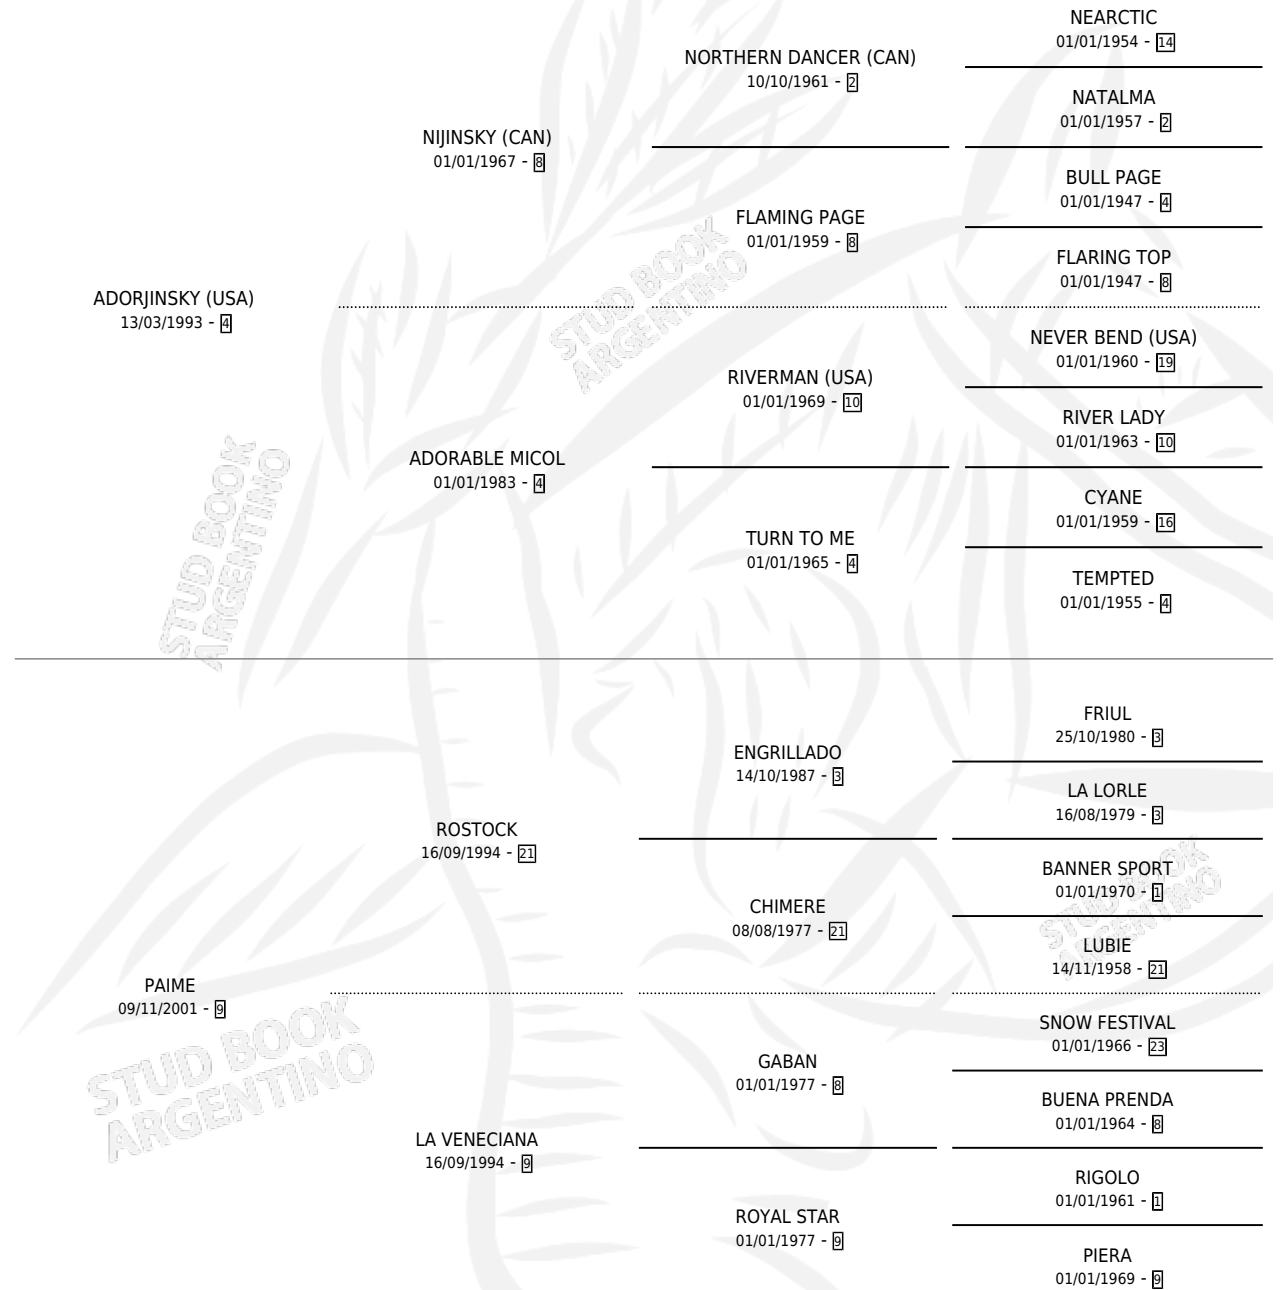 NEARCTIC
01/01/1954 - 14
NORTHERN DANCER (CAN)
10/10/1961 - 2
NATALMA
01/01/1957 - 2
NIJINSKY (CAN)
01/01/1967 - 8
BULL PAGE
01/01/1947 - 4
FLAMING PAGE
01/01/1959 - 8
FLARING TOP
01/01/1947 - 8
ADORJINSKY (USA)
13/03/1993 - 4
NEVER BEND (USA)
01/01/1960 - 19
RIVERMAN (USA)
01/01/1969 - 10
RIVER LADY
01/01/1963 - 10
ADORABLE MICOL
01/01/1983 - 4
CYANE
01/01/1959 - 16
TURN TO ME
01/01/1965 - 4
TEMPTED
01/01/1955 - 4
FRIUL
25/10/1980 - 3
ENGRILLADO
14/10/1987 - 3
LA LORLE
16/08/1979 - 3
ROSTOCK
16/09/1994 - 21
BANNER SPORT
01/01/1970 - 1
CHIMERE
08/08/1977 - 21
LUBIE
14/11/1958 - 21
PAIME
09/11/2001 - 9
SNOW FESTIVAL
01/01/1966 - 23
GABAN
01/01/1977 - 8
BUENA PRENDA
01/01/1964 - 8
LA VENECIANA
16/09/1994 - 9
RIGOLO
01/01/1961 - 1
ROYAL STAR
01/01/1977 - 9
PIERA
01/01/1969 - 9
STUD BOOK
ARGENTINO
STUD BOOK
ARGENTINO
STUD BOOK
ARGENTINO
STUD BOOK
ARGENTINO